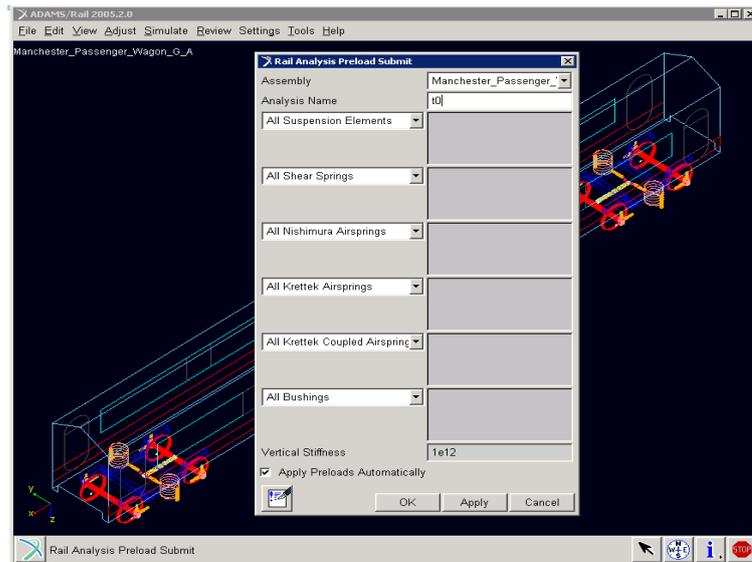 ADAMS/Rail 2005.2.0
File Edit View Adjust Simulate Review Settings Tools Help
Manchester_Passenger_Wagon_G_A
Rail Analysis Preload Submit
Assembly Manchester_Passenger_
Analysis Name t0
All Suspension Elements
All Shear Springs
All Nishimura Airsprings
All Krettek Airsprings
All Krettek Coupled Airspring
All Bushings
Vertical Stiffness 1e12
Apply Preloads Automatically
OK Apply Cancel
y
x
z
Rail Analysis Preload Submit
N
W E
S
i
STOP